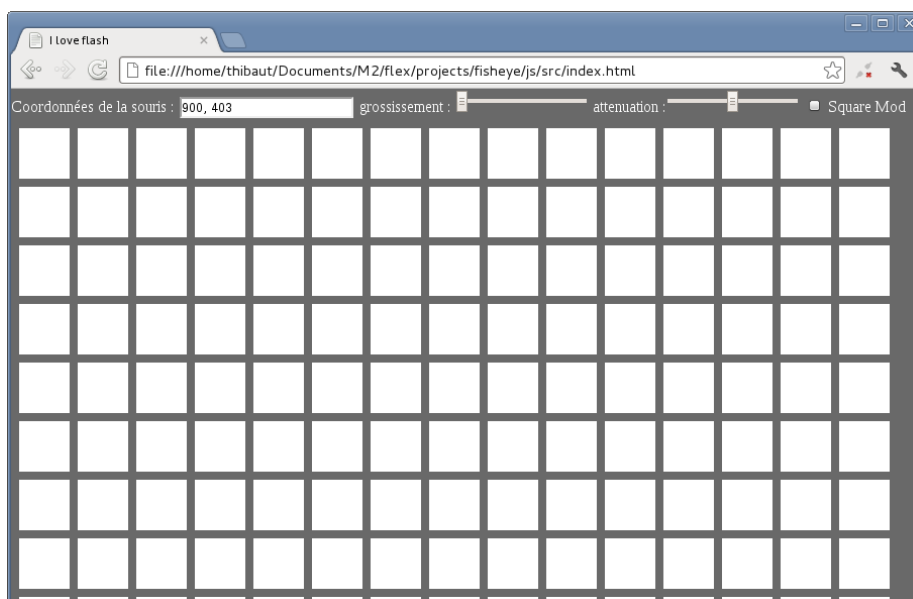 I love flash
file:///home/thibaut/Documents/M2/flex/projects/fisheye/js/src/index.html
Coordonnées de la souris : 900, 403 grossissement : attenuation : Square Mod